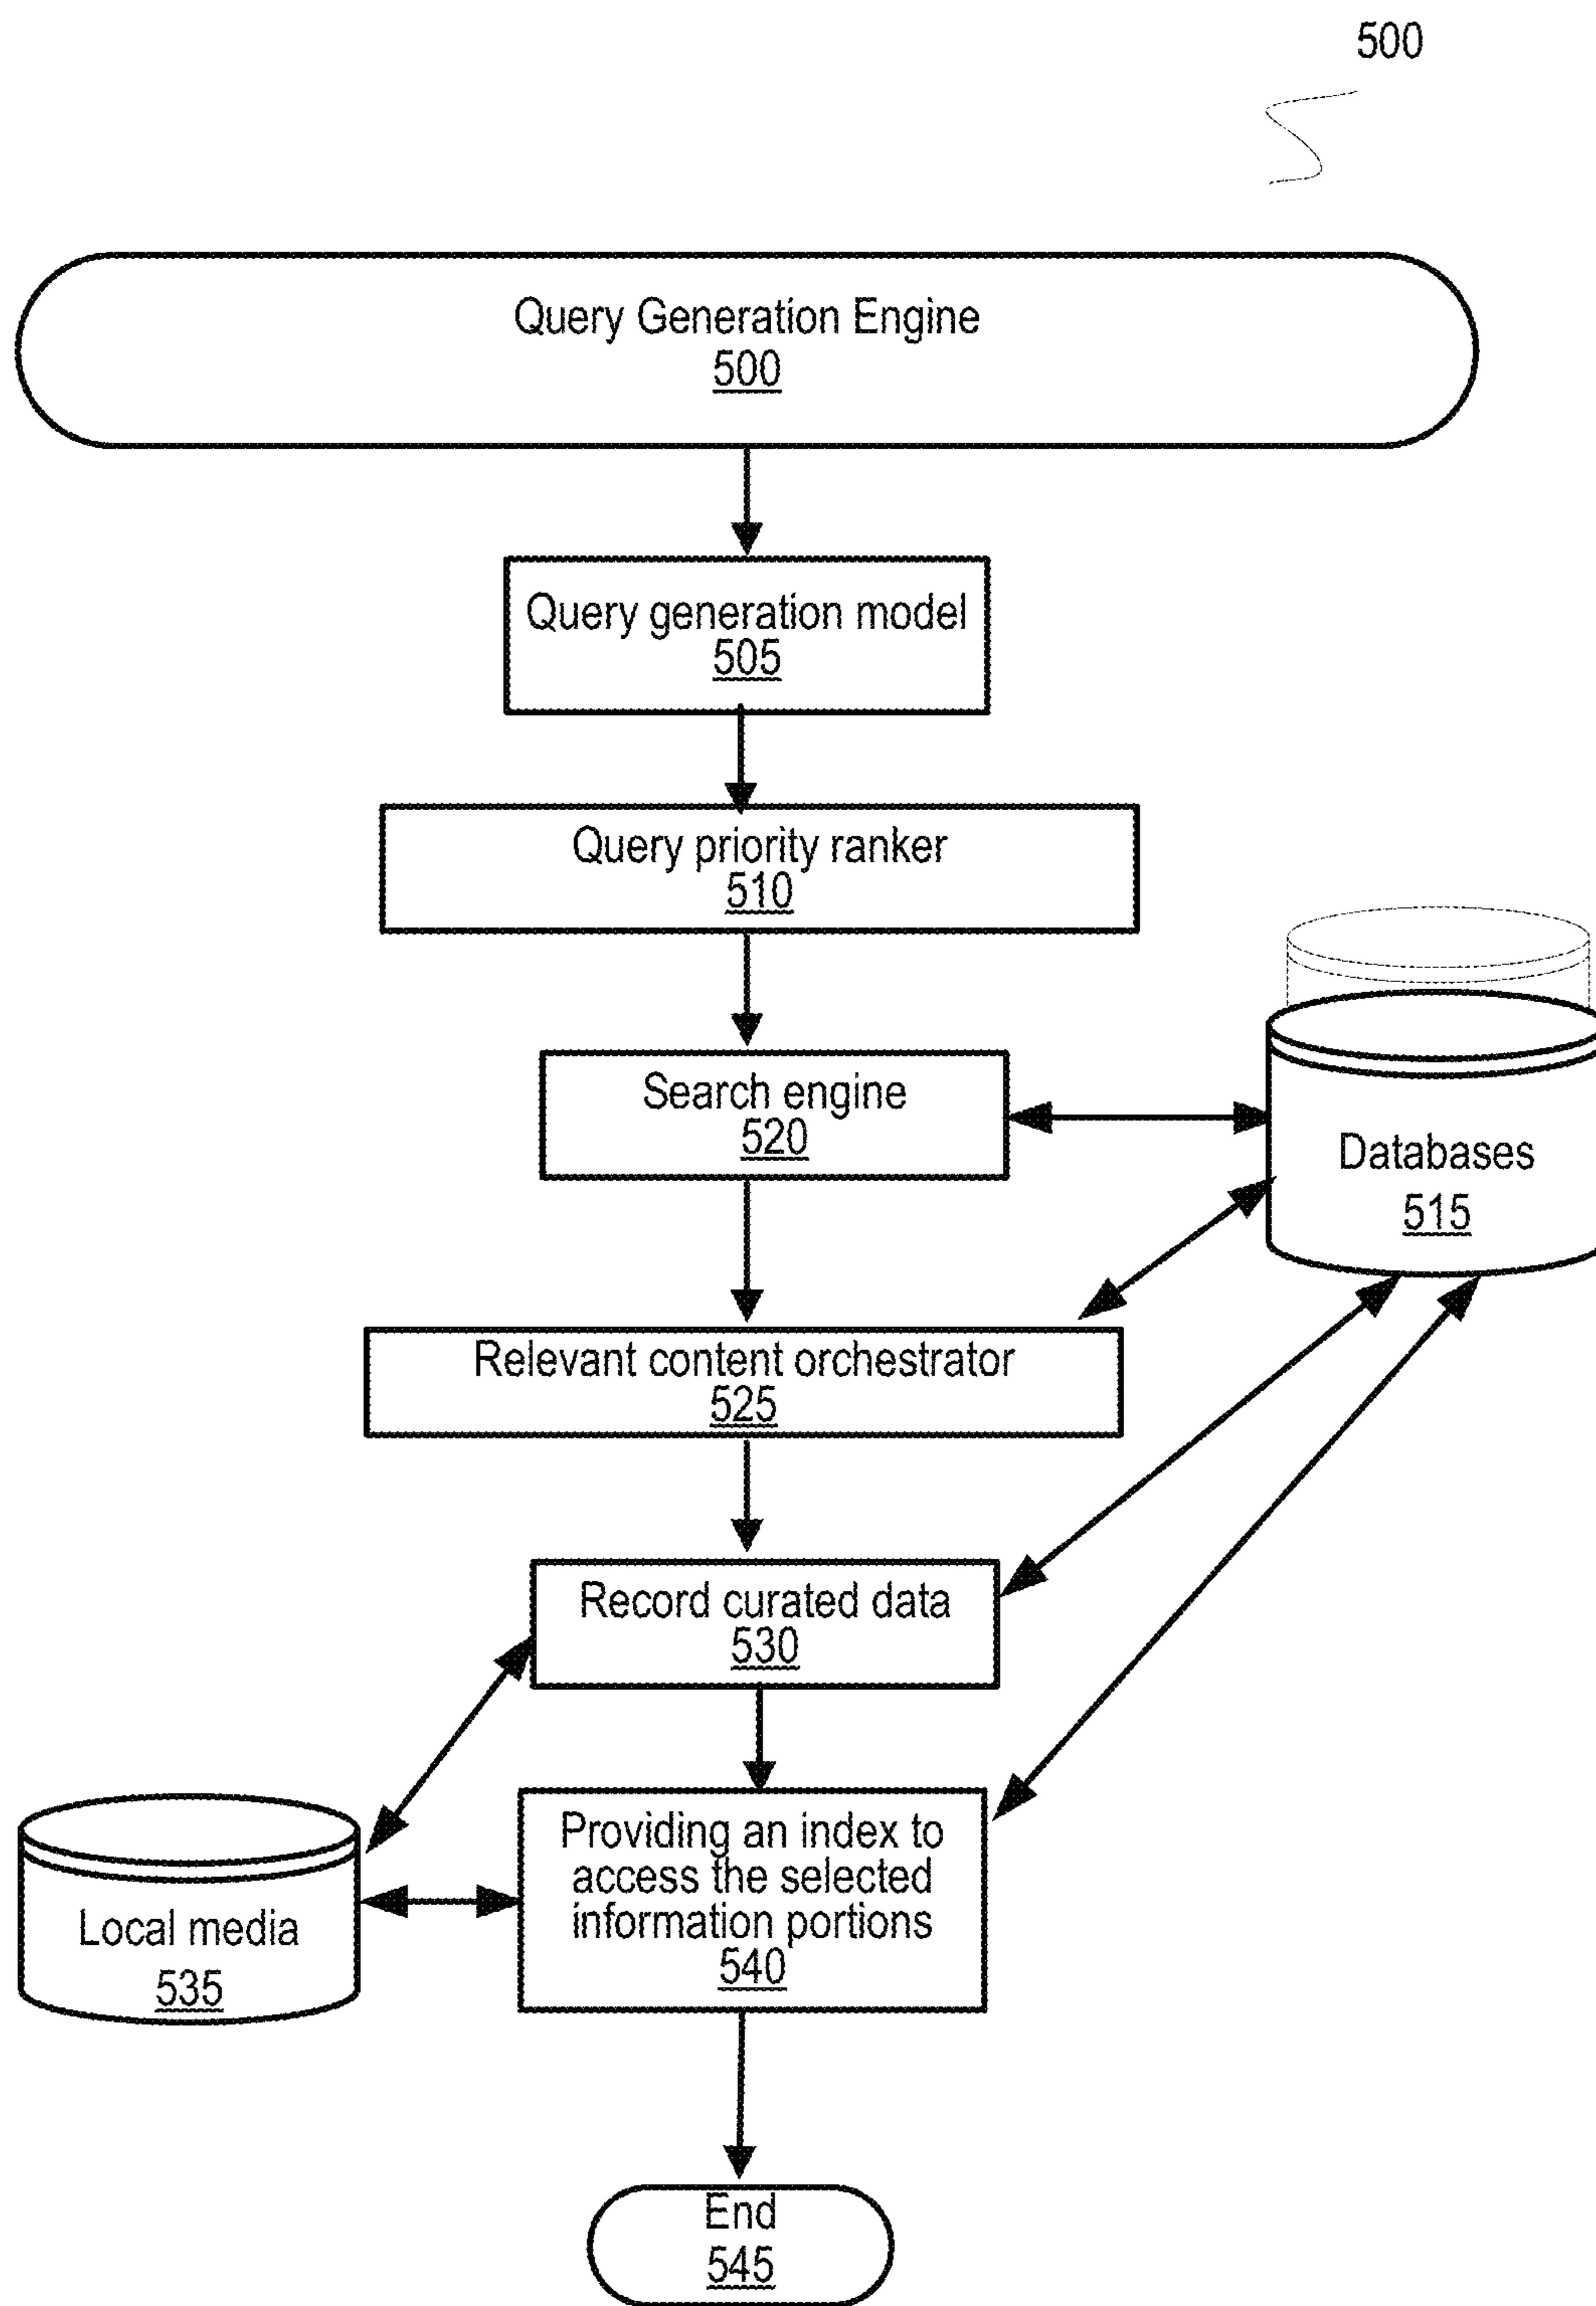 500
Query Generation Engine
500
Query generation model
505
Query priority ranker
510
Search engine
520
Databases
515
Relevant content orchestrator
525
Record curated data
530
Providing an index to
access the selected
information portions
540
Local media
535
End
545